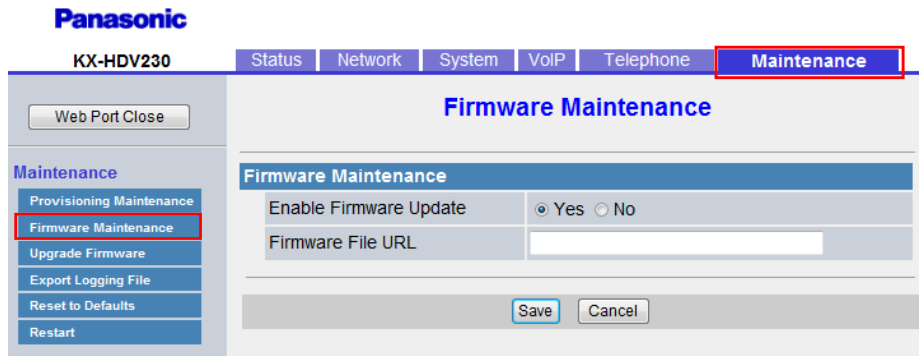 Panasonic
KX-HDV230
Status Network System VoIP Telephone Maintenance
Web Port Close
Firmware Maintenance
Maintenance
Provisioning Maintenance
Firmware Maintenance
Upgrade Firmware
Export Logging File
Reset to Defaults
Restart
Firmware Maintenance
Enable Firmware Update Yes No
Firmware File URL
Save Cancel